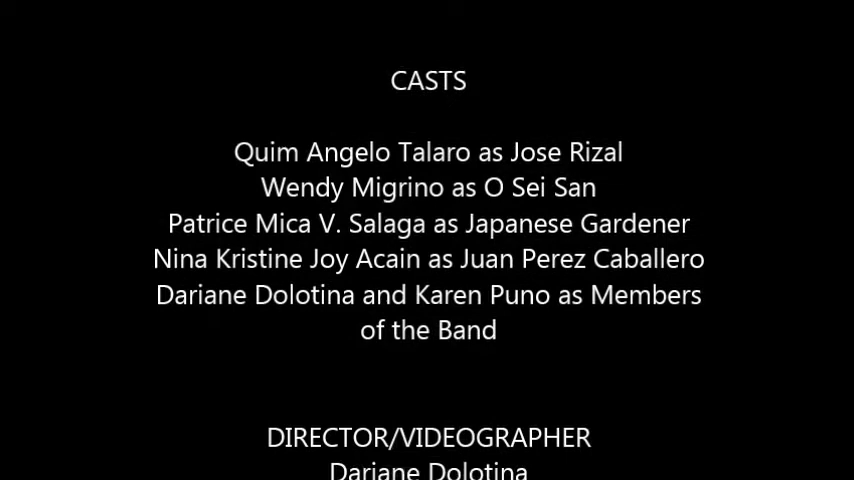 CASTS
Quim Angelo Talaro as Jose Rizal
Wendy Migrino as O Sei San
Patrice Mica V. Salaga as Japanese Gardener
Nina Kristine Joy Acain as Juan Perez Caballero
Dariane Dolotina and Karen Puno as Members
of the Band
DIRECTOR/VIDEOGRAPHER
Dariane Dolotina